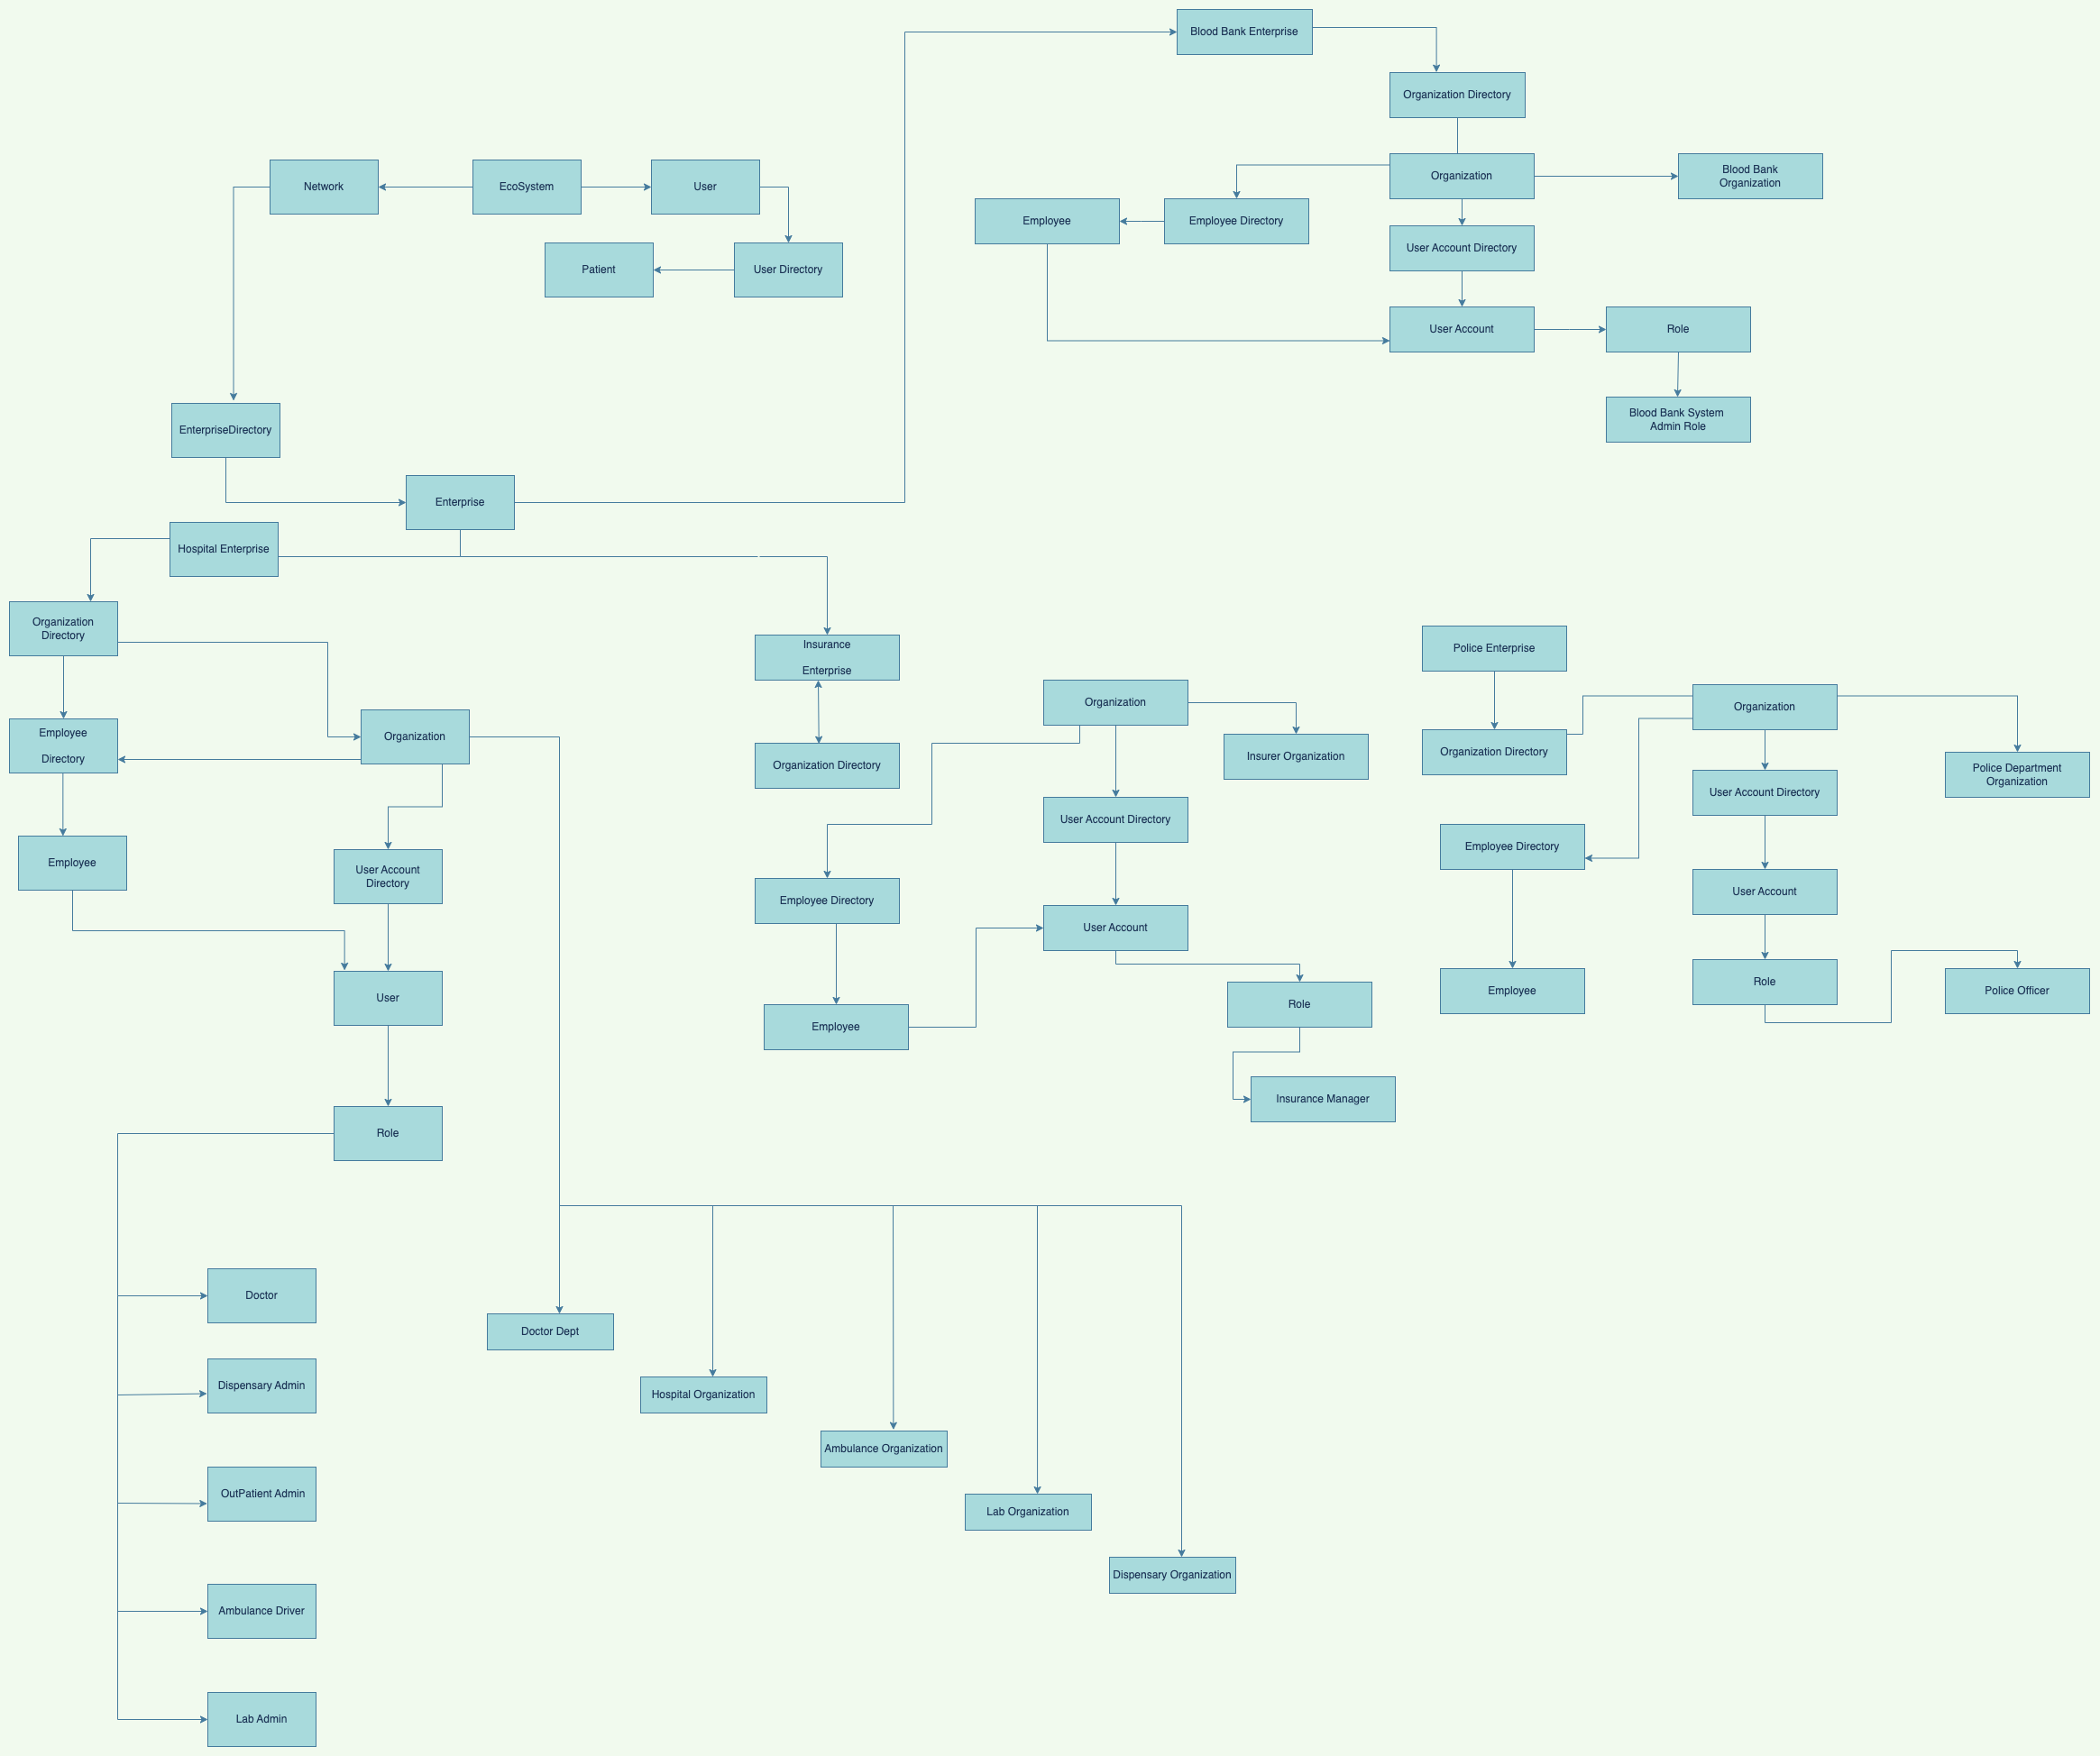 Blood Bank Enterprise
Organization Directory
Network
EcoSystem
User
Organization
Blood Bank
Organization
Employee
Employee Directory
User Account Directory
Patient
User Directory
User Account
Role
Blood Bank System
Admin Role
EnterpriseDirectory
Enterprise
Hospital Enterprise
Organization
Directory
Insurance
Enterprise
Police Enterprise
Organization
Organization
Employee
Directory
Organization
Insurer Organization
Organization Directory
Organization Directory
Police Department
Organization
User Account Directory
User Account Directory
Employee Directory
Employee
User Account
Directory
Employee Directory
User Account
User Account
User
Employee
Role
Employee
Role
Police Officer
Insurance Manager
Role
Doctor
Doctor Dept
Dispensary Admin
Hospital Organization
Ambulance Organization
OutPatient Admin
Lab Organization
Dispensary Organization
Ambulance Driver
Lab Admin